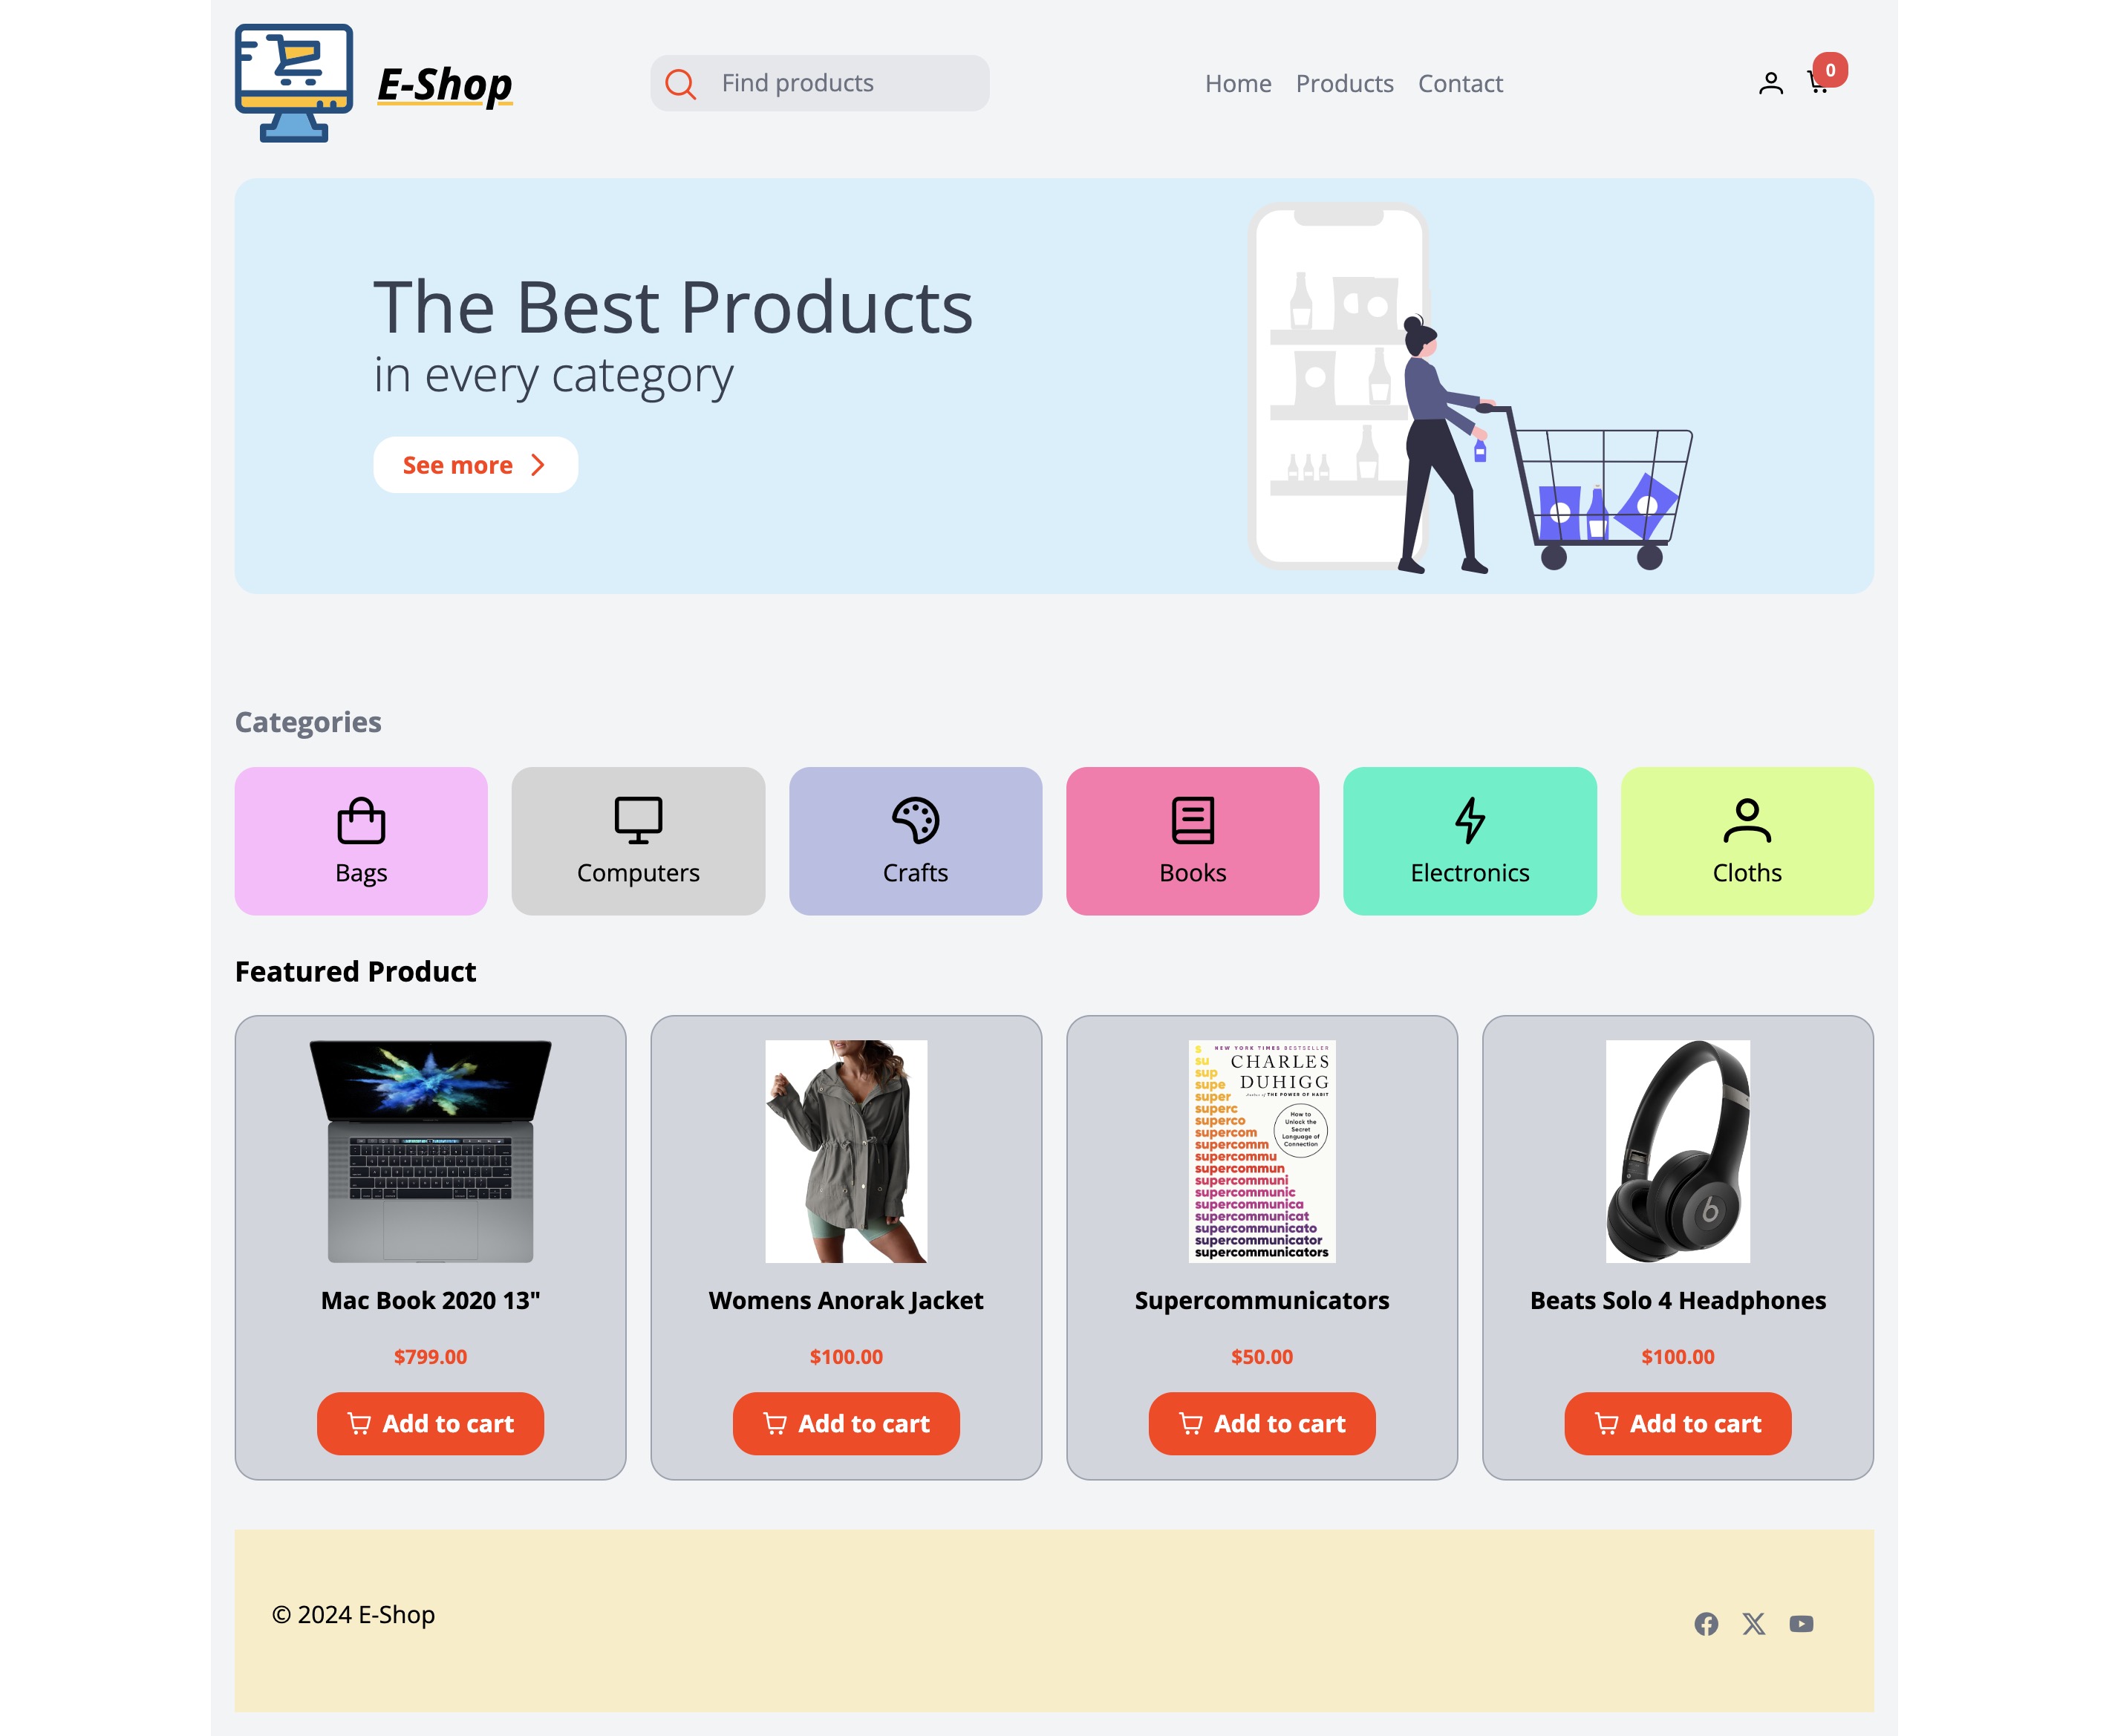 E-Shop
Find products
Home Products Contact
0
The Best Products
in every category
See more
Categories
Bags
Computers
Crafts
Books
Electronics
Cloths
Featured Product
s NEW YORK TIMES BESTSELLER
su CHARLES
sup
supe DUHIGG
super Author of THE POWER OF HABIT
superc
superco
supercom
supercomm
supercommu
supercommun
supercommuni
supercommunic
supercommunica
supercommunicat
supercommunicato
supercommunicator
supercommunicators
How to
Unlock the
Secret
Language of
Connection
b
Mac Book 2020 13"
$799.00
Add to cart
Womens Anorak Jacket
$100.00
Add to cart
Supercommunicators
$50.00
Add to cart
Beats Solo 4 Headphones
$100.00
Add to cart
© 2024 E-Shop